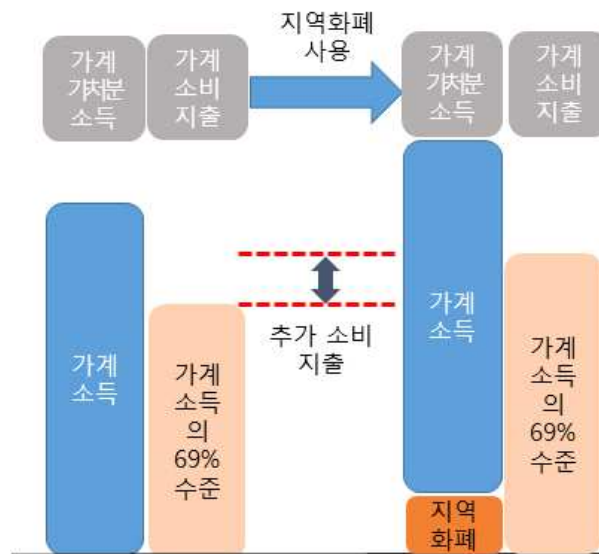 지역화폐
사용
가계
가처분
소득
가계
소비
지출
가계
가처분
소득
가계
소비
지출
가계
소득
가계
소득의
69%
수준
추가 소비
지출
가계
소득
지역
화폐
가계
소득의
69%
수준